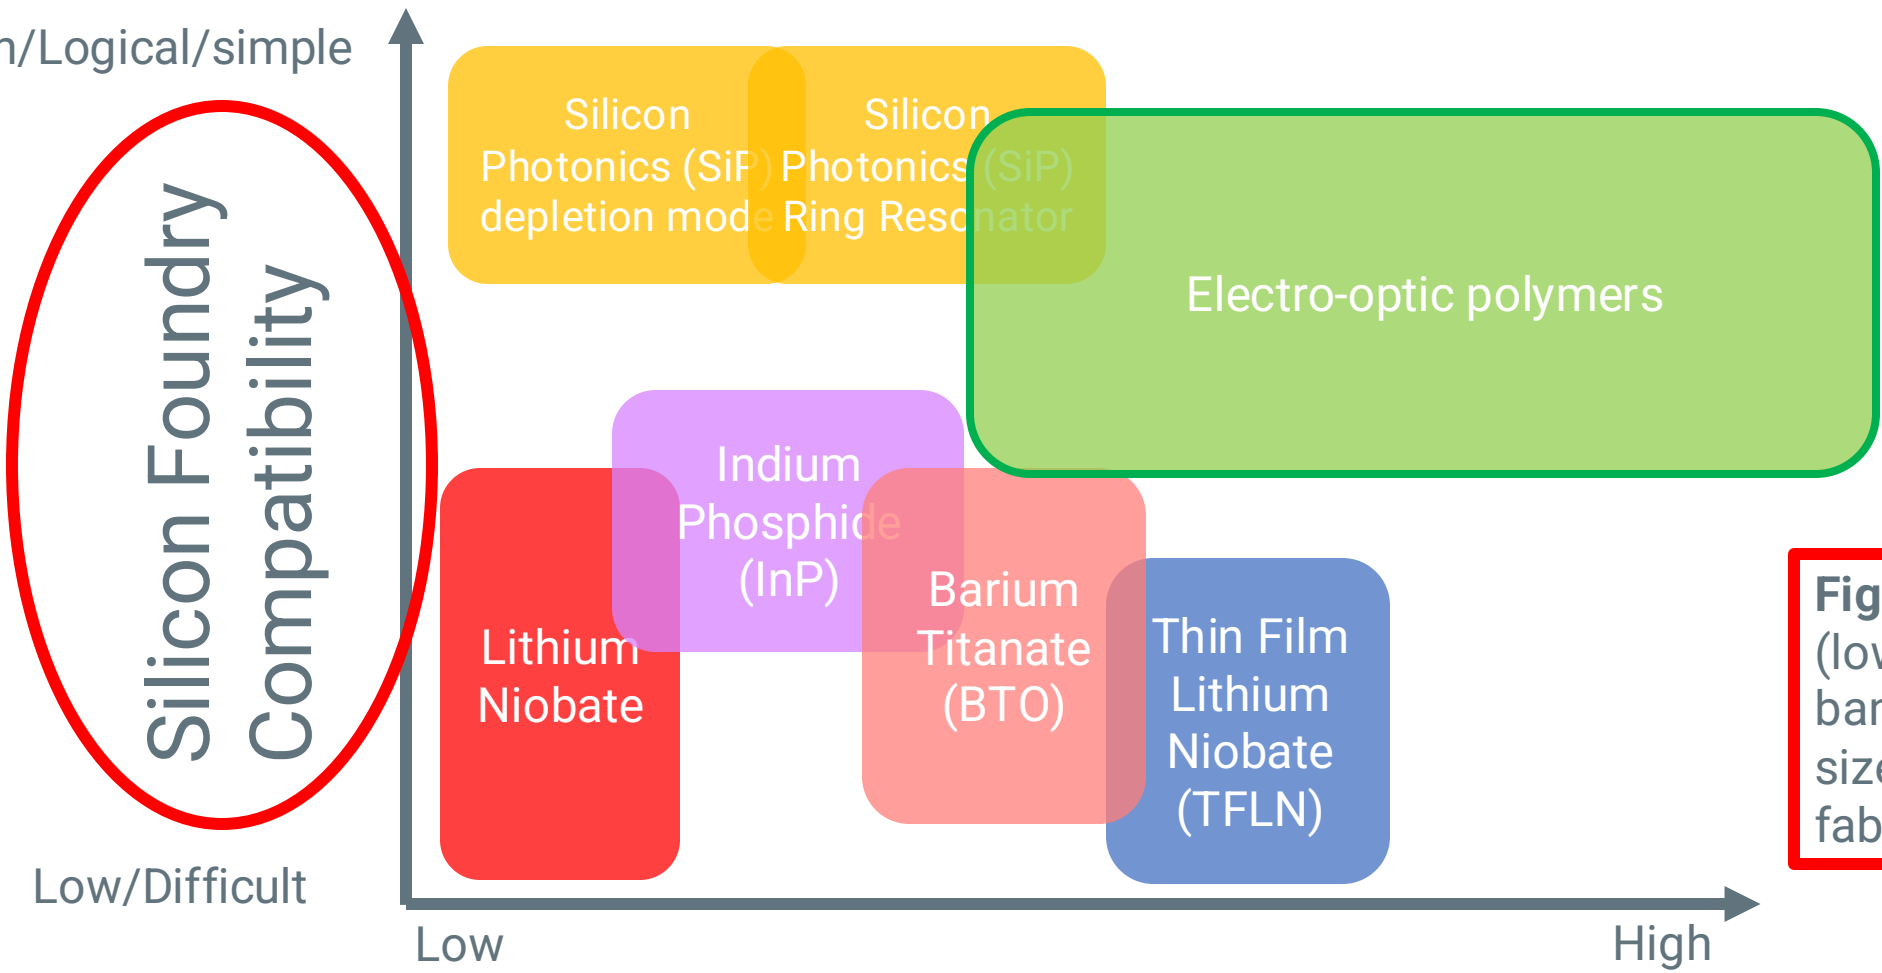 /Logical/simple
Silicon Foundry
Compatibility
Low/Difficult
Silicon
Photonics (SiP)
depletion mode
Silicon
Photonics (SiP)
Ring Resonator
Electro-optic polymers
Indium
Phosphide
(InP)
Lithium
Niobate
Barium
Titanate
(BTO)
Thin Film
Lithium
Niobate
(TFLN)
Low
High
Fig
(lov
bar
size
fab